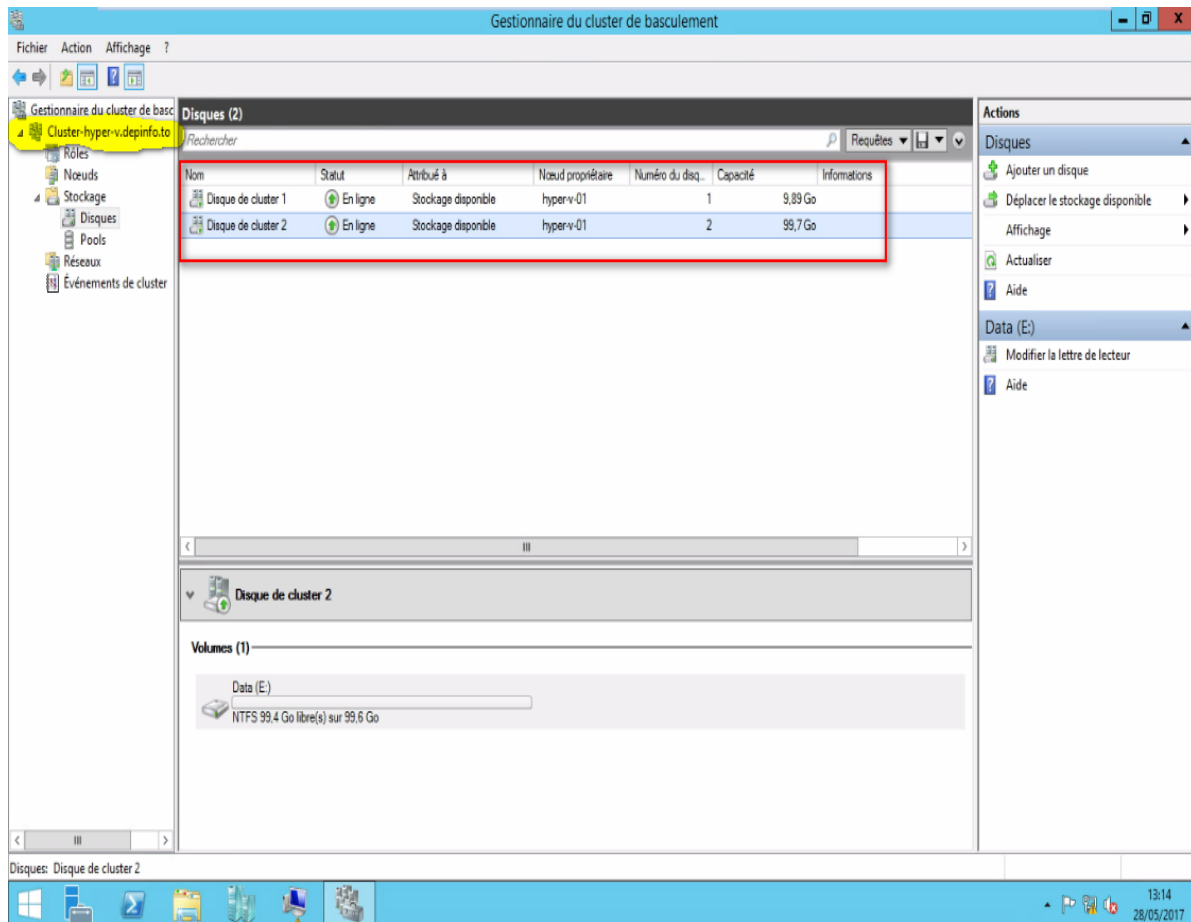 Gestionnaire du cluster de basculement
Fichier Action Affichage ?
Gestionnaire du cluster de basc
Cluster-hyper-v.depinfo.to
Rôles
Nœuds
Stockage
Disques
Pools
Réseaux
Événements de cluster
Disques (2)
Rechercher
Requêtes
Nom Statut Attribué à Nœud propriétaire Numéro du disq... Capacité Informations
Disque de cluster 1 En ligne Stockage disponible hyper-v-01 1 9,89 Go
Disque de cluster 2 En ligne Stockage disponible hyper-v-01 2 99,7 Go
Disque de cluster 2
Volumes (1)
Data (E:)
NTFS 99,4 Go libre(s) sur 99,6 Go
Actions
Disques
Ajouter un disque
Déplacer le stockage disponible
Affichage
Actualiser
Aide
Data (E:)
Modifier la lettre de lecteur
Aide
Disques: Disque de cluster 2
13:14
28/05/2017